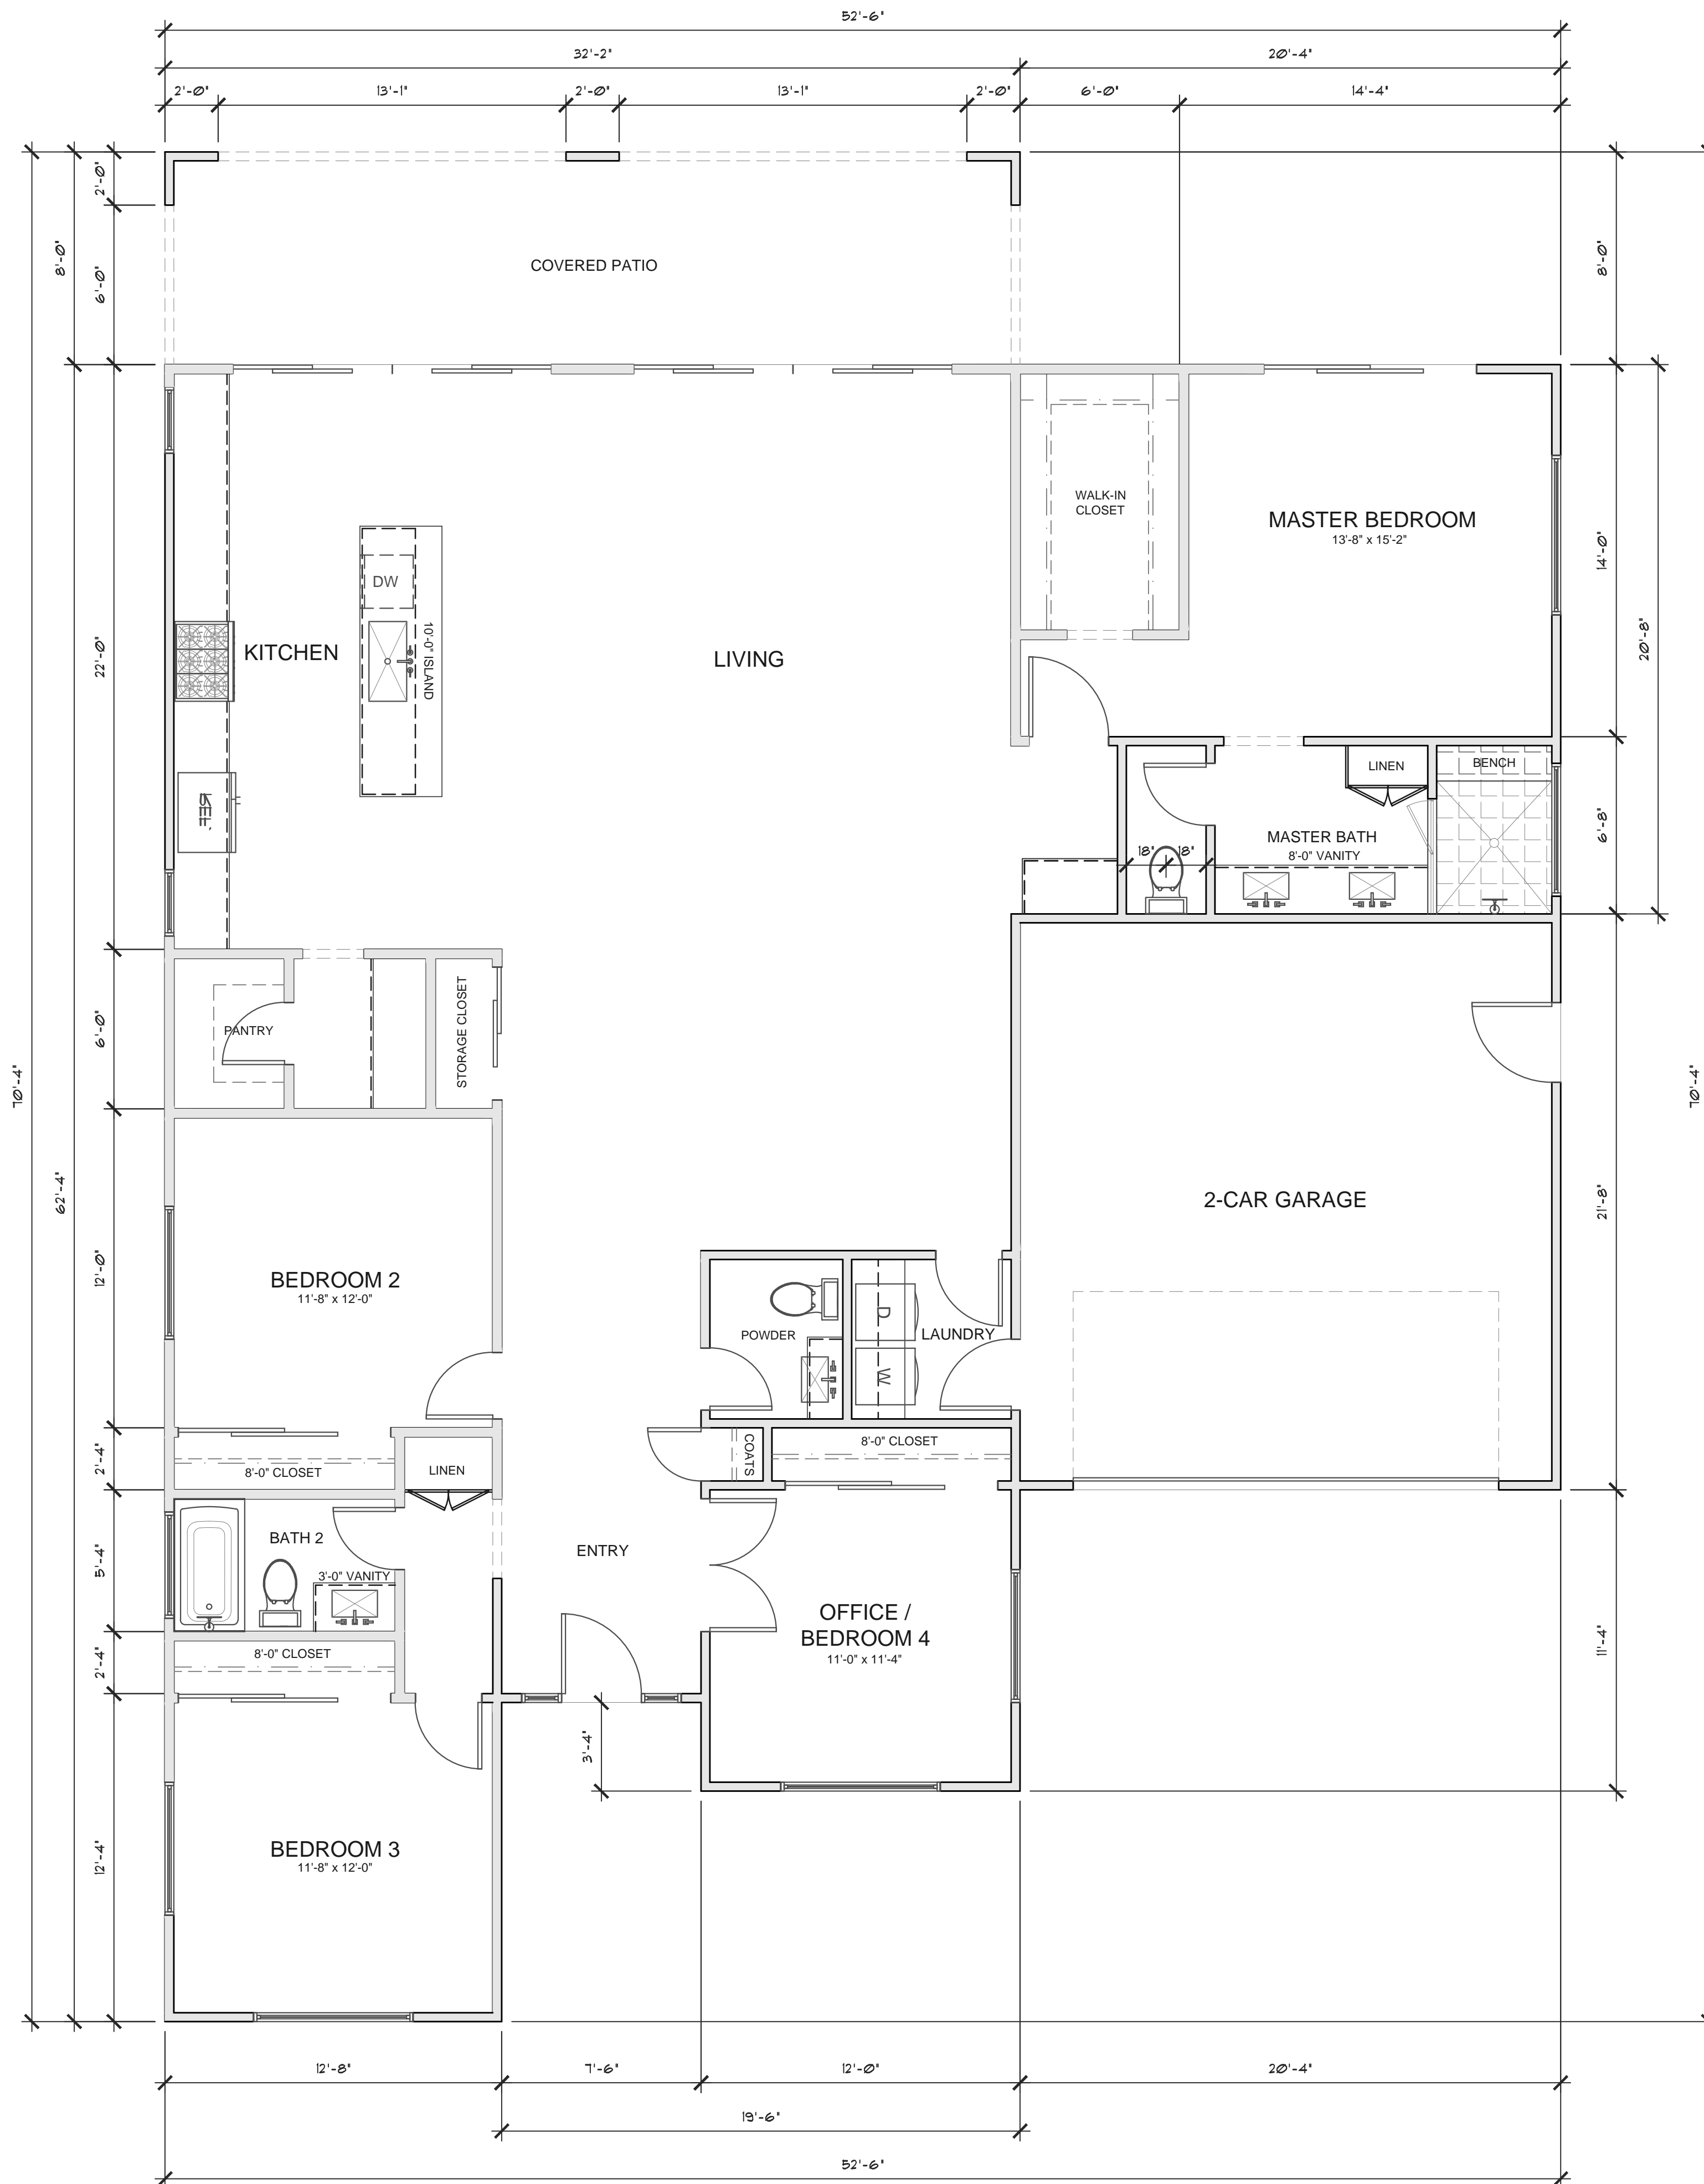 52'-6"
32'-2"
20'-4"
2'-0"
13'-1"
2'-0"
13'-1"
2'-0"
6'-0"
14'-4"
2'-0"
8'-0"
6'-0"
COVERED PATIO
8'-0"
WALK-IN
CLOSET
MASTER BEDROOM
13'-8" x 15'-2"
14'-0"
DW
10'-0" ISLAND
KITCHEN
LIVING
22'-0"
20'-8"
REF.
LINEN
BENCH
MASTER BATH
8'-0" VANITY
18"
18"
6'-8"
PANTRY
STORAGE CLOSET
6'-0"
70'-4"
70'-4"
62'-4"
2-CAR GARAGE
21'-8"
BEDROOM 2
11'-8" x 12'-0"
12'-0"
POWDER
D
W
LAUNDRY
8'-0" CLOSET
LINEN
COATS
8'-0" CLOSET
2'-4"
BATH 2
3'-0" VANITY
5'-4"
ENTRY
OFFICE /
BEDROOM 4
11'-0" x 11'-4"
11'-4"
8'-0" CLOSET
2'-4"
3'-4"
BEDROOM 3
11'-8" x 12'-0"
12'-4"
12'-8"
7'-6"
12'-0"
20'-4"
19'-6"
52'-6"